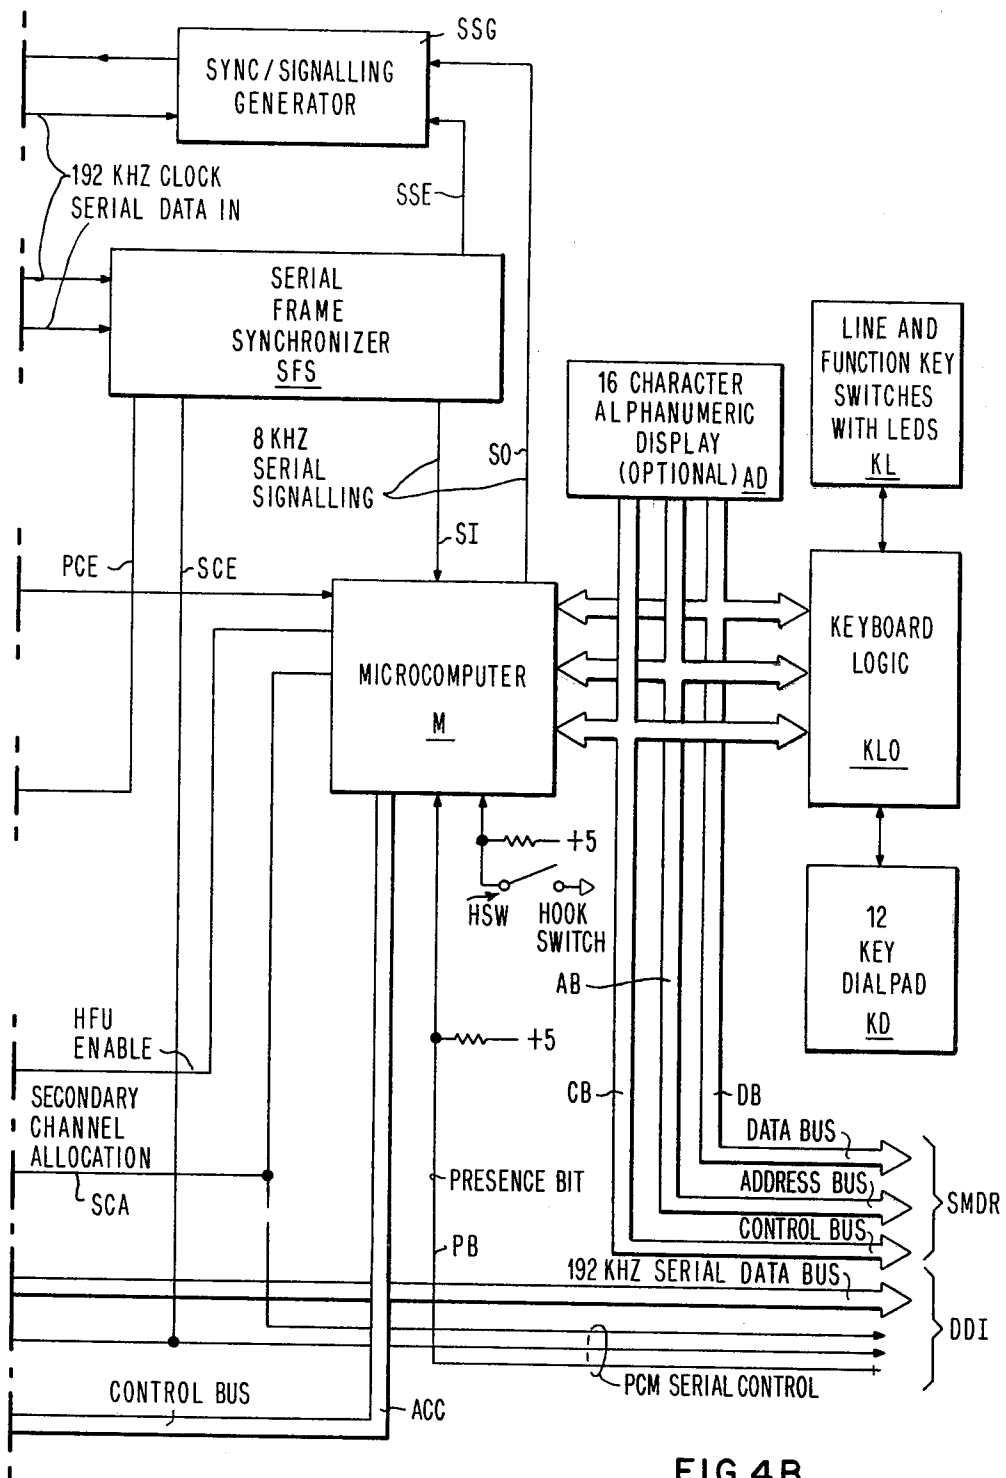 SSG
SYNC/SIGNALLING
GENERATOR
192 KHZ CLOCK
SERIAL DATA IN
SSE
SERIAL
FRAME
SYNCHRONIZER
SFS
LINE AND
FUNCTION KEY
SWITCHES
WITH LEDS
KL
16 CHARACTER
ALPHANUMERIC
DISPLAY
(OPTIONAL) AD
8 KHZ
SERIAL
SIGNALLING
SO
SI
PCE
SCE
MICROCOMPUTER
M
KEYBOARD
LOGIC
KLO
+5
HSW
HOOK
SWITCH
12
KEY
DIALPAD
KD
AB
HFU
ENABLE
+5
CB
DB
SECONDARY
CHANNEL
ALLOCATION
SCA
PRESENCE BIT
PB
DATA BUS
ADDRESS BUS
CONTROL BUS
SMDR
192 KHZ SERIAL DATA BUS
DDI
PCM SERIAL CONTROL
CONTROL BUS
ACC
FIG.4B